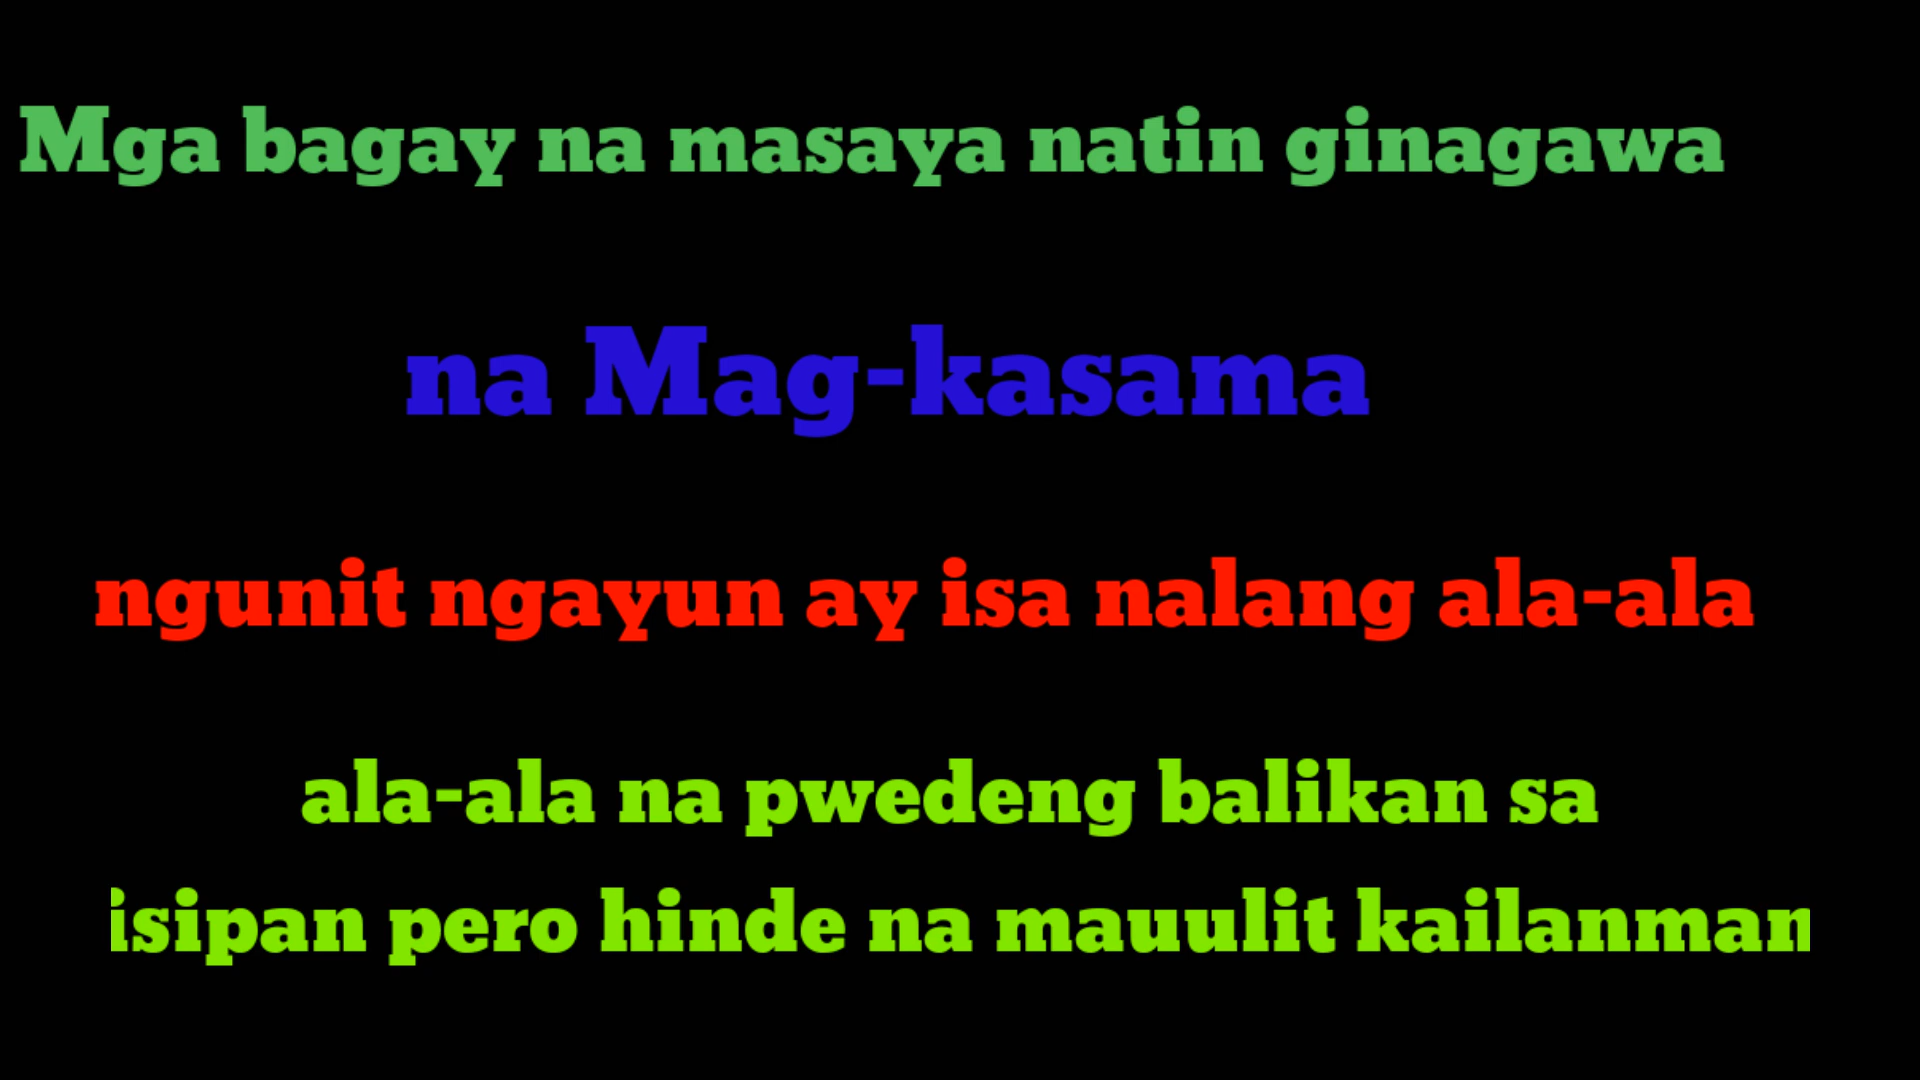 Mga bagay na masaya natin ginagawa
na Mag-kasama
ngunit ngayun ay isa nalang ala-ala
ala-ala na pwedeng balikan sa
isipan pero hinde na mauulit kailanman